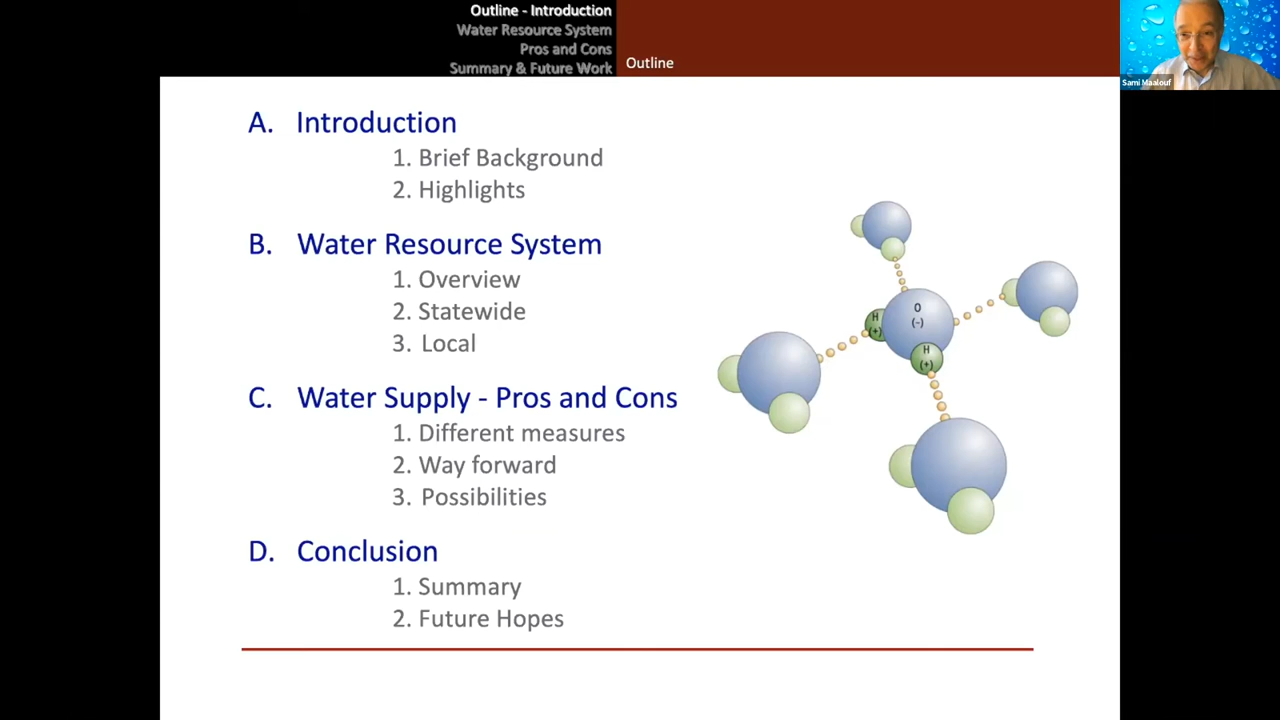 Outline - Introduction
Water Resource System
Pros and Cons
Summary & Future Work
Outline
Sami Maalouf
A. Introduction
1. Brief Background
2. Highlights
B. Water Resource System
1. Overview
2. Statewide
3. Local
C. Water Supply - Pros and Cons
1. Different measures
2. Way forward
3. Possibilities
D. Conclusion
1. Summary
2. Future Hopes
O
(-)
H
(+)
H
(+)